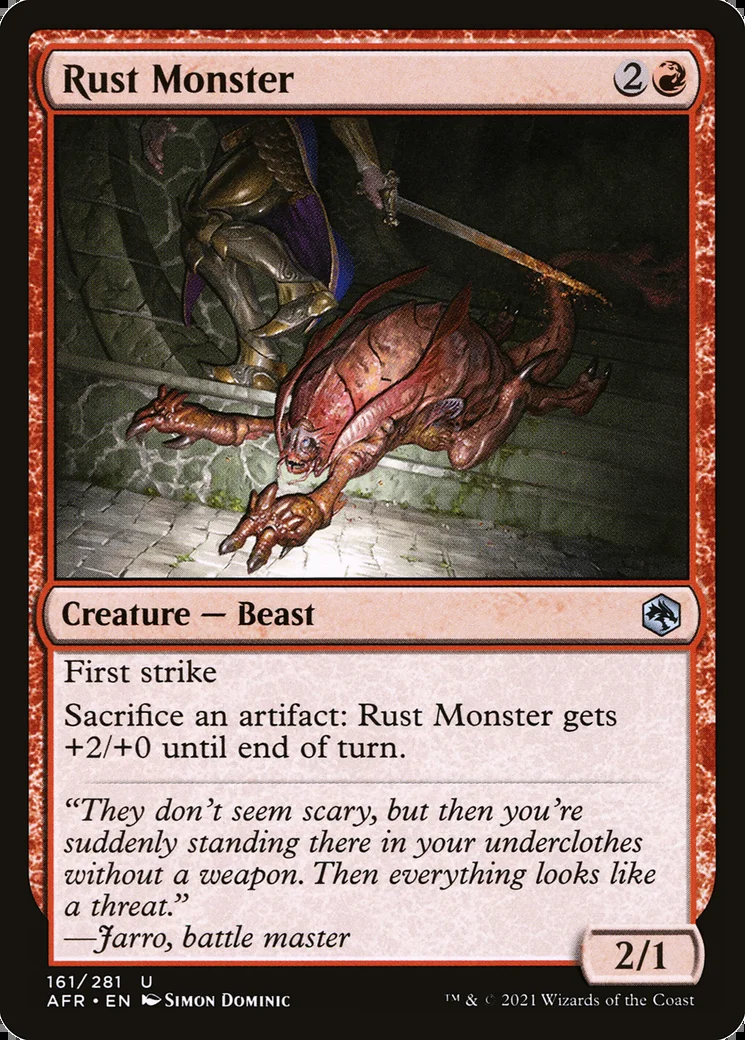 Rust Monster 2
Creature — Beast
First strike
Sacrifice an artifact: Rust Monster gets
+2/+0 until end of turn.
“They don’t seem scary, but then you’re
suddenly standing there in your underclothes
without a weapon. Then everything looks like
a threat.”
—Jarro, battle master
2/1
161/281 U
AFR • EN Simon Dominic
™ & © 2021 Wizards of the Coast